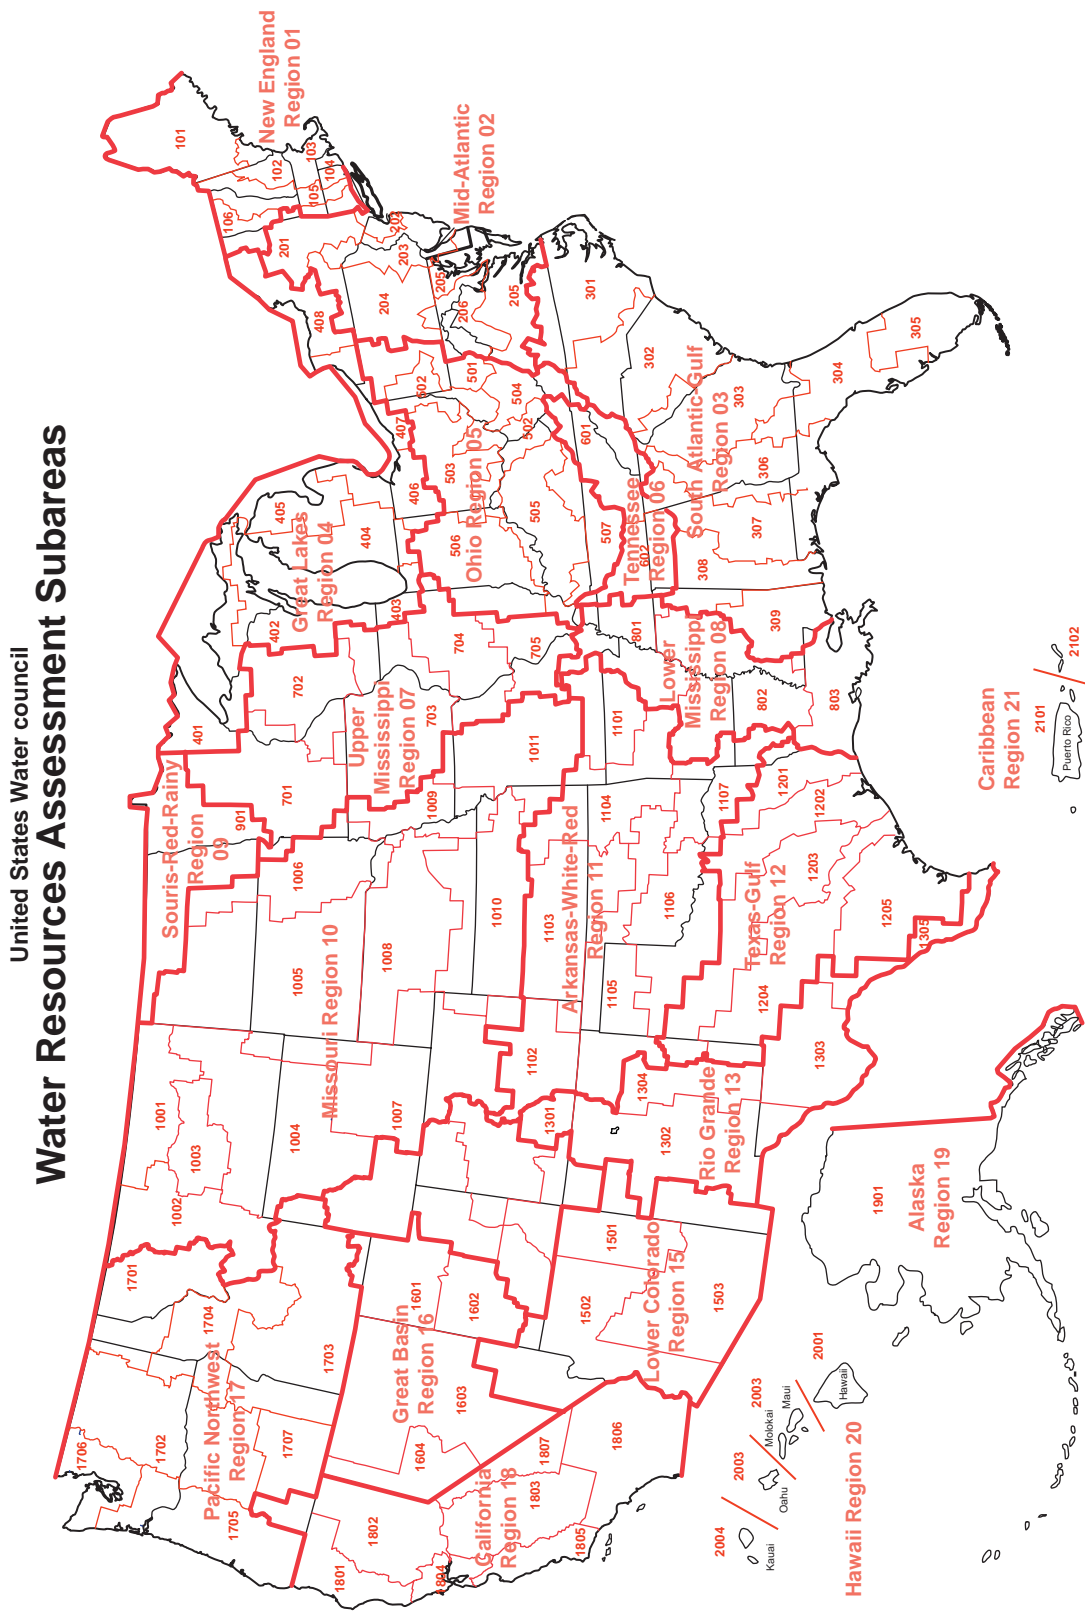 United States Water council
Water Resources Assessment Subareas
New England
Region 01
Mid-Atlantic
Region 02
South Atlantic-Gulf
Region 03
Great Lakes
Region 04
Ohio Region 05
Tennessee
Region 06
Upper
Mississippi
Region 07
Lower
Mississippi
Region 08
Souris-Red-Rainy
Region
09
Missouri Region 10
Arkansas-White-Red
Region 11
Texas-Gulf
Region 12
Rio Grande
Region 13
Lower Colorado
Region 15
Great Basin
Region 16
Pacific Northwest
Region 17
California
Region 18
Alaska
Region 19
Hawaii Region 20
Caribbean
Region 21
101
102
103
104
105
106
201
202
203
204
205
206
205
301
302
303
304
305
306
307
308
309
401
402
403
404
405
406
407
408
501
502
502
503
504
505
506
507
601
602
701
702
703
704
705
801
802
803
901
1001
1002
1003
1004
1005
1006
1007
1008
1009
1010
1011
1101
1102
1103
1104
1105
1106
1107
1201
1202
1203
1204
1205
1301
1302
1303
1304
1305
1501
1502
1503
1601
1602
1603
1604
1701
1702
1703
1704
1705
1706
1707
1801
1802
1803
1804
1805
1806
1807
1901
2001
Hawaii
2003
Maui
Molokai
2003
Oahu
2004
Kauai
2101
Puerto Rico
2102